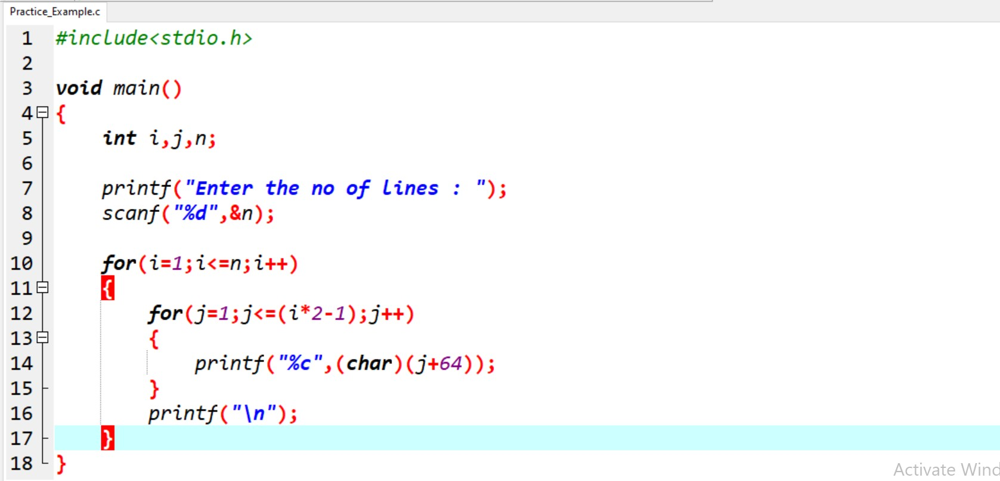 Practice_Example.c
1 #include<stdio.h>
2
3 void main()
4 {
5 int i,j,n;
6
7 printf("Enter the no of lines : ");
8 scanf("%d",&n);
9
10 for(i=1;i<=n;i++)
11 {
12 for(j=1;j<=(i*2-1);j++)
13 {
14 printf("%c",(char)(j+64));
15 }
16 printf("\n");
17 }
18 }
Activate Wind